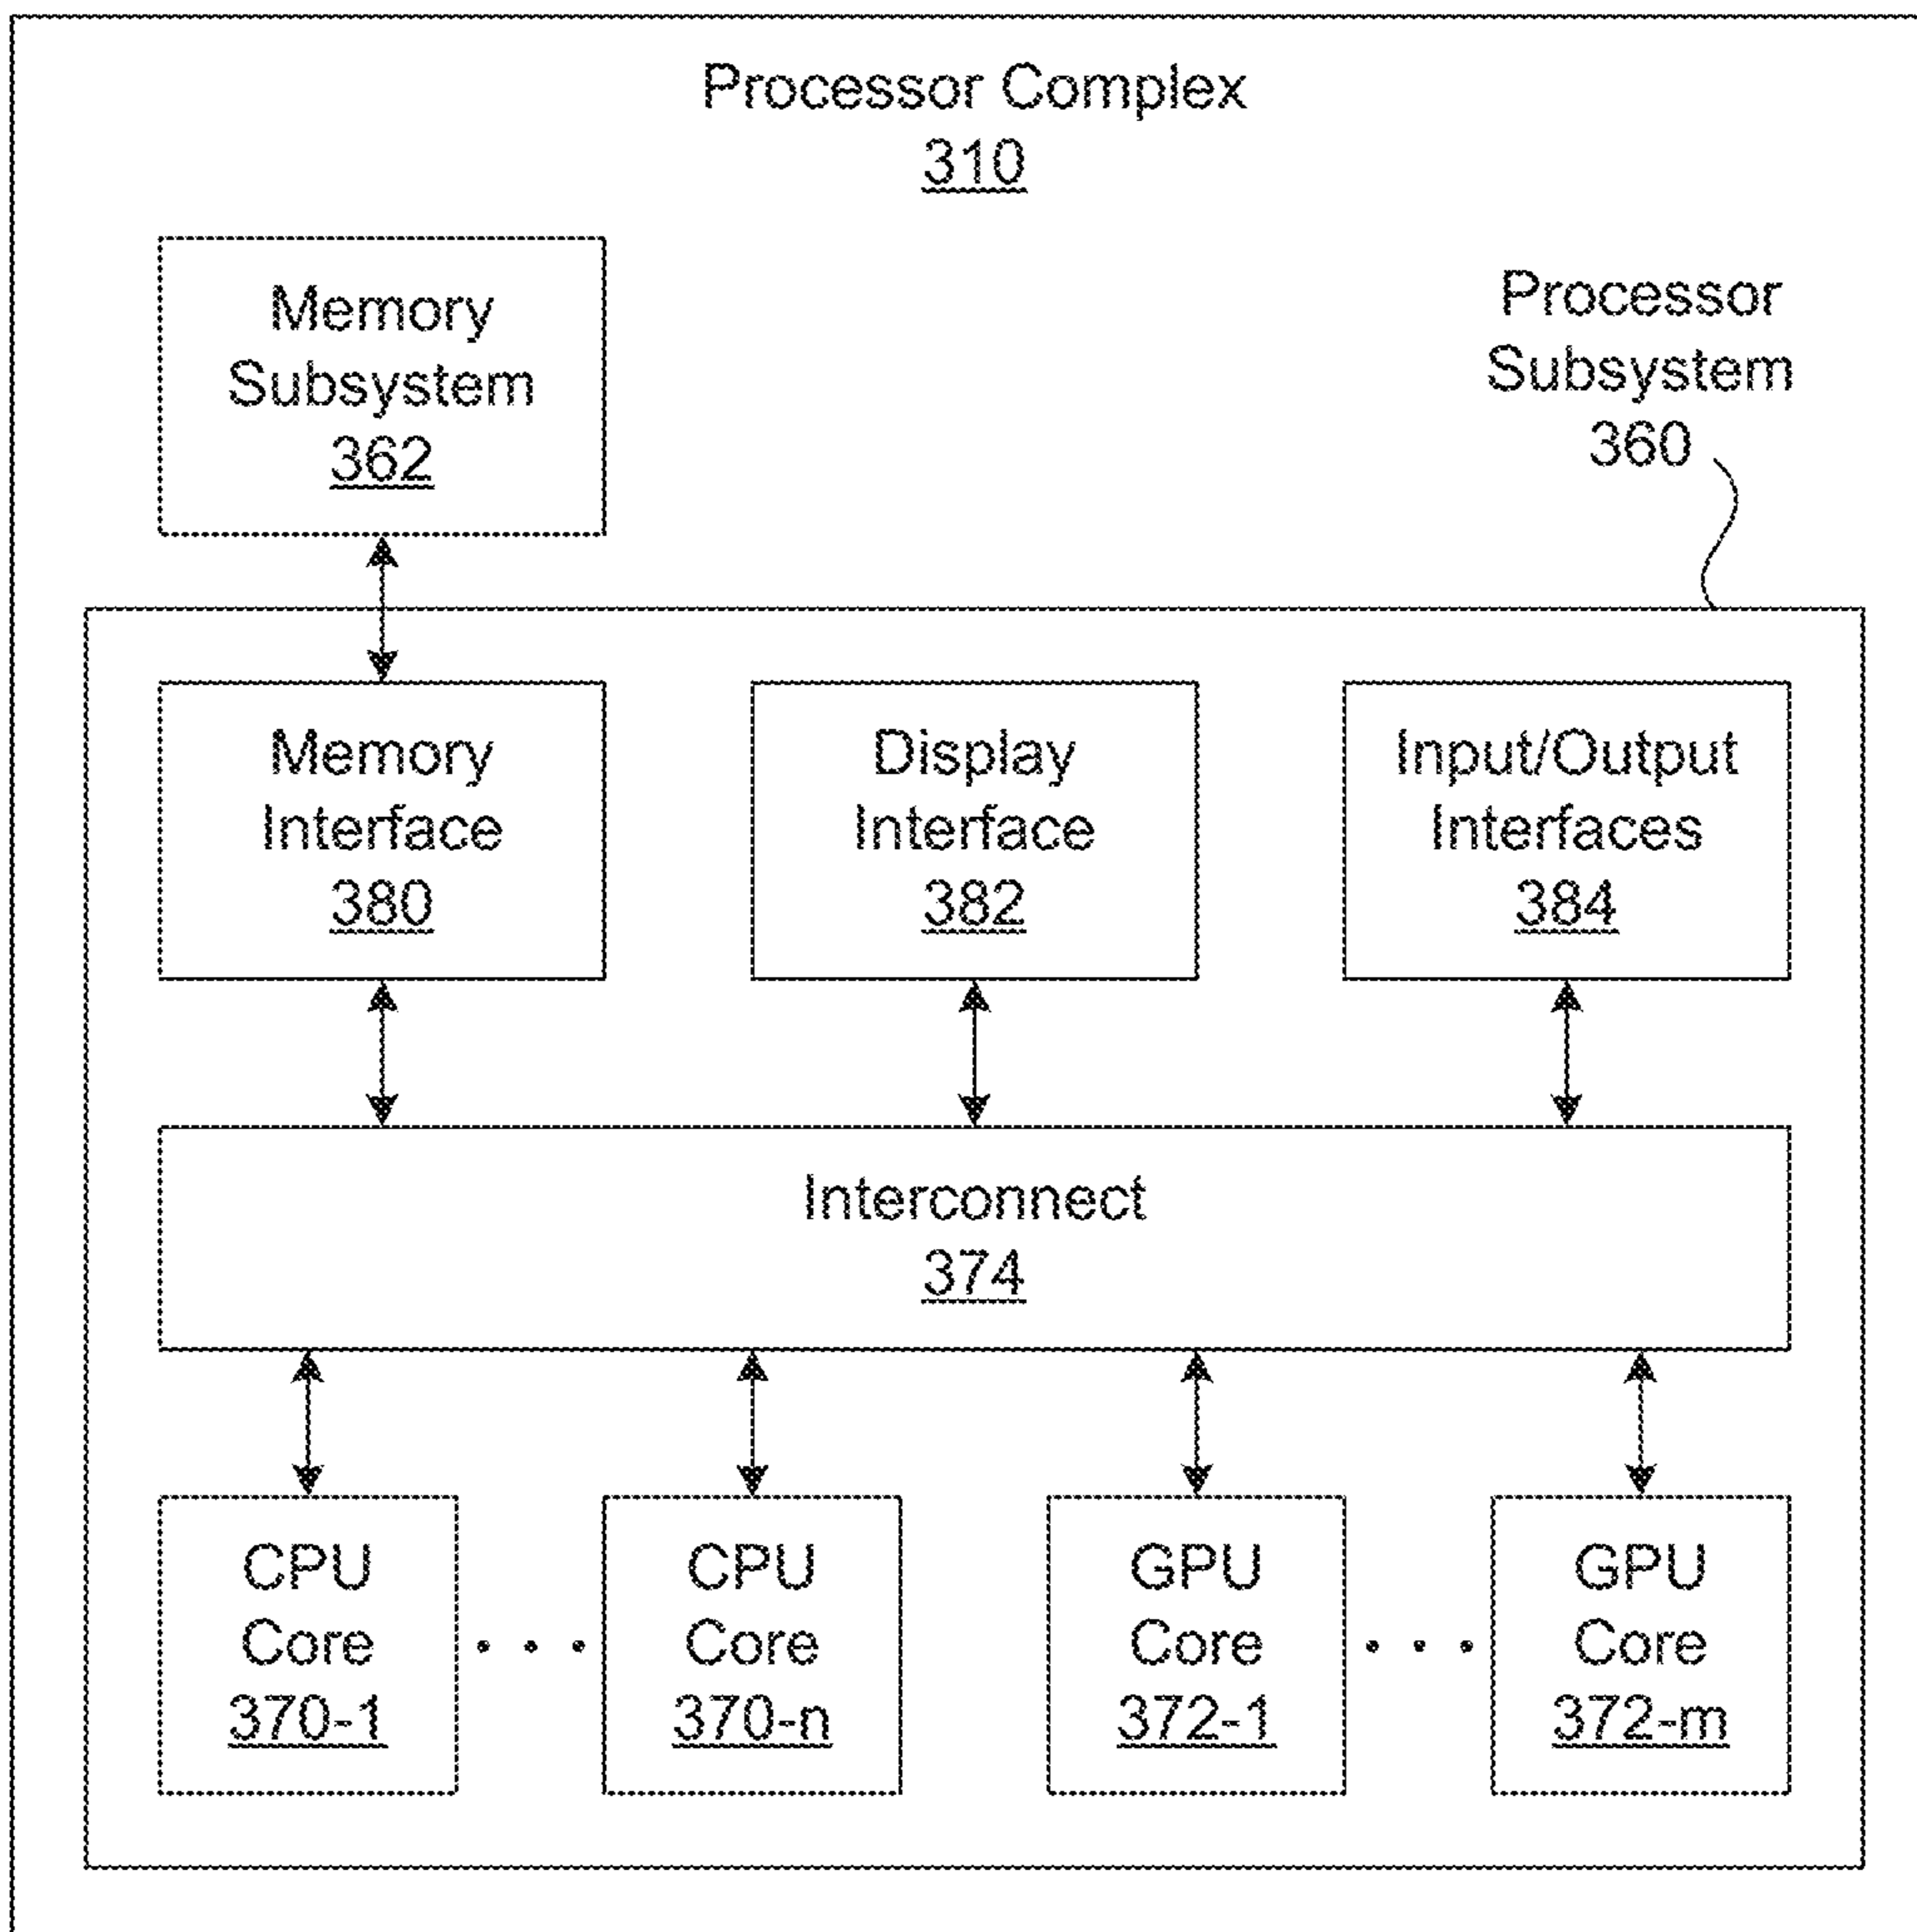 Processor Complex
310
Memory
Subsystem
362
Processor
Subsystem
360
Memory
Interface
380
Display
Interface
382
Input/Output
Interfaces
384
Interconnect
374
CPU
Core
370-1
CPU
Core
370-n
GPU
Core
372-1
GPU
Core
372-m